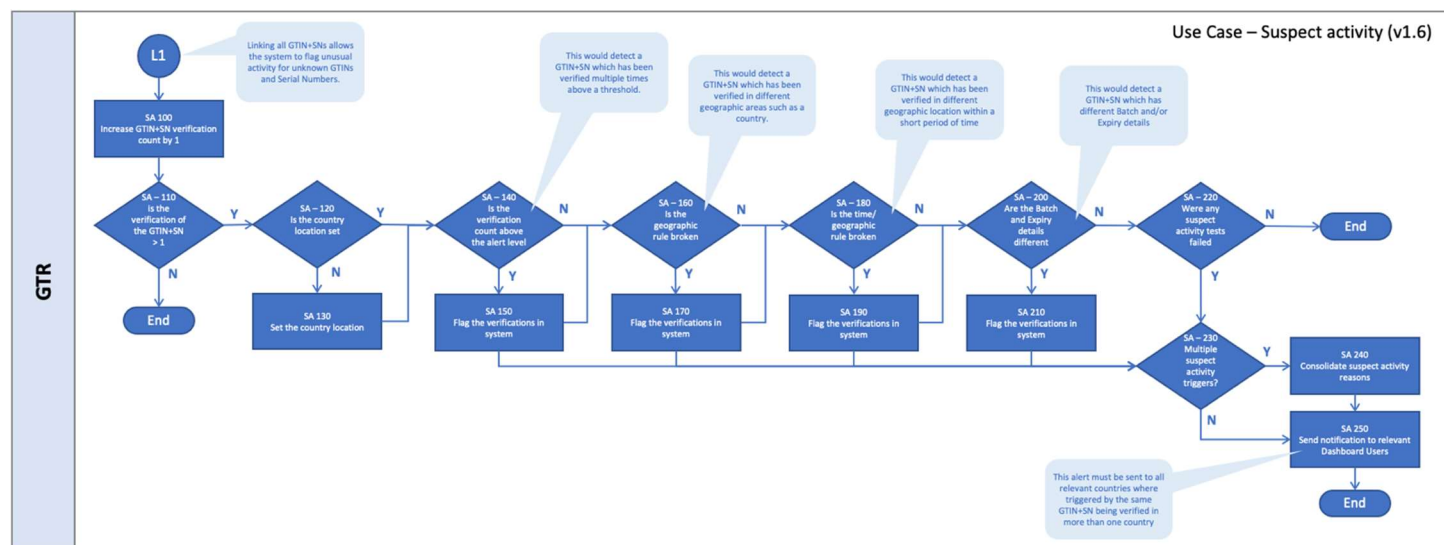 Use Case – Suspect activity (v1.6)
GTR
L1
Linking all GTIN+SNs allows
the system to flag unusual
activity for unknown GTINs
and Serial Numbers.
This would detect a
GTIN+SN which has been
verified multiple times
above a threshold.
This would detect a
GTIN+SN which has been
verified in different
geographic areas such as a
country.
This would detect a
GTIN+SN which has been
verified in different
geographic location within a
short period of time
This would detect a
GTIN+SN which has
different Batch and/or
Expiry details
SA 100
Increase GTIN+SN verification
count by 1
SA – 110
is the
verification of
the GTIN+SN
> 1
Y
N
End
SA – 120
Is the country
location set
Y
N
SA 130
Set the country location
SA – 140
Is the
verification
count above
the alert level
N
Y
SA 150
Flag the verifications in
system
SA – 160
Is the
geographic
rule broken
N
Y
SA 170
Flag the verifications in
system
SA – 180
Is the time/
geographic
rule broken
N
Y
SA 190
Flag the verifications in
system
SA – 200
Are the Batch
and Expiry
details
different
N
Y
SA 210
Flag the verifications in
system
SA – 220
Were any
suspect
activity tests
failed
N
End
Y
SA – 230
Multiple
suspect
activity
triggers?
Y
N
SA 240
Consolidate suspect activity
reasons
SA 250
Send notification to relevant
Dashboard Users
End
This alert must be sent to all
relevant countries where
triggered by the same
GTIN+SN being verified in
more than one country